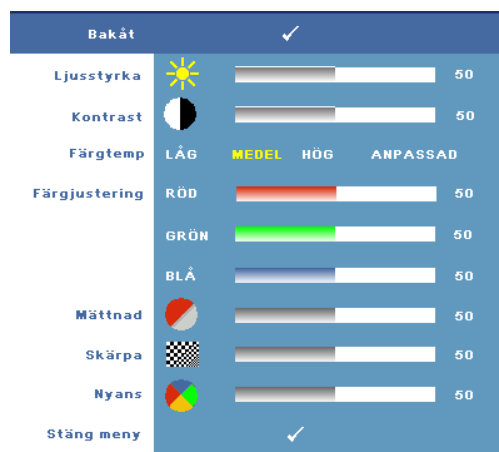 Bakåt
Ljusstyrka 50
Kontrast 50
Färgtemp LÅG MEDEL HÖG ANPASSAD
Färgjustering RÖD 50
GRÖN 50
BLÅ 50
Mättnad 50
Skärpa 50
Nyans 50
Stäng meny